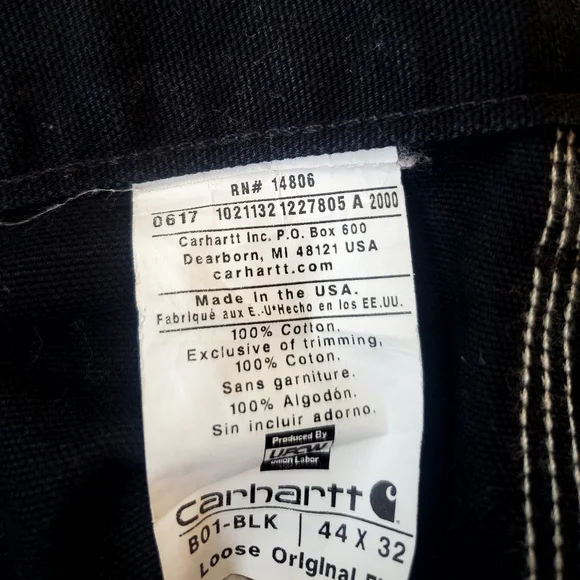 RN# 14806
0617 1021132 1227805 A 2000
Carhartt Inc. P.O. Box 600
Dearborn, MI 48121 USA
carhartt.com
Made in the USA.
Fabriqué aux E.-U•Hecho en los EE.UU.
100% Cotton.
Exclusive of trimming,
100% Coton.
Sans garniture.
100% Algodón.
Sin incluir adorno.
Produced By
UFCW
Union Labor
carhartt
B01-BLK | 44 X 32
Loose Original